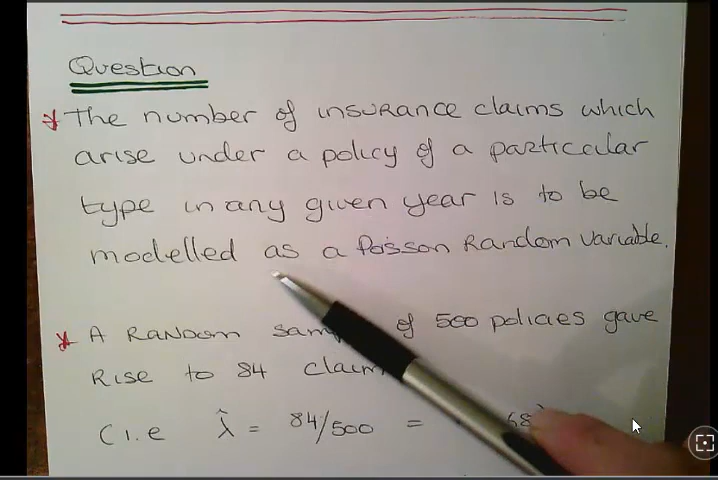 Question
* The number of insurance claims which
arise under a policy of a particular
type in any given year is to be
modelled as a Poisson Random Variable.
* A Random of 500 policies gave
Rise to 84
(i.e λ̂ = 84/500 =